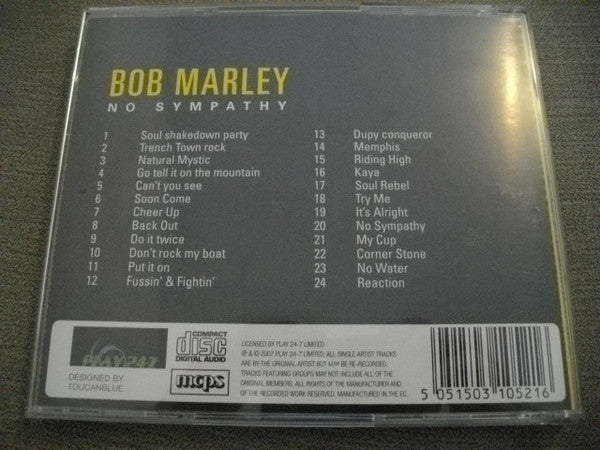 BOB MARLEY
NO SYMPATHY
1 Soul shakedown party
2 Trench Town rock
3 Natural Mystic
4 Go tell it on the mountain
5 Can't you see
6 Soon Come
7 Cheer Up
8 Back Out
9 Do it twice
10 Don't rock my boat
11 Put it on
12 Fussin' & Fightin'
13 Dupy conqueror
14 Memphis
15 Riding High
16 Kaya
17 Soul Rebel
18 Try Me
19 It's Alright
20 No Sympathy
21 My Cup
22 Corner Stone
23 No Water
24 Reaction
PLAY 24-7
DESIGNED BY
TOUCANBLUE
COMPACT
disc
DIGITAL AUDIO
mcps
LICENSED BY PLAY 24-7 LIMITED.
℗ & © 2007 PLAY 24-7 LIMITED. ALL SINGLE ARTIST TRACKS
ARE BY THE ORIGINAL ARTIST BUT MAY BE RE-RECORDED.
TRACKS FEATURING GROUPS MAY NOT INCLUDE ALL OF THE
ORIGINAL MEMBERS. ALL RIGHTS OF THE MANUFACTURER AND
OF THE RECORDED WORK RESERVED. MANUFACTURED IN THE EC.
5 051503 105216